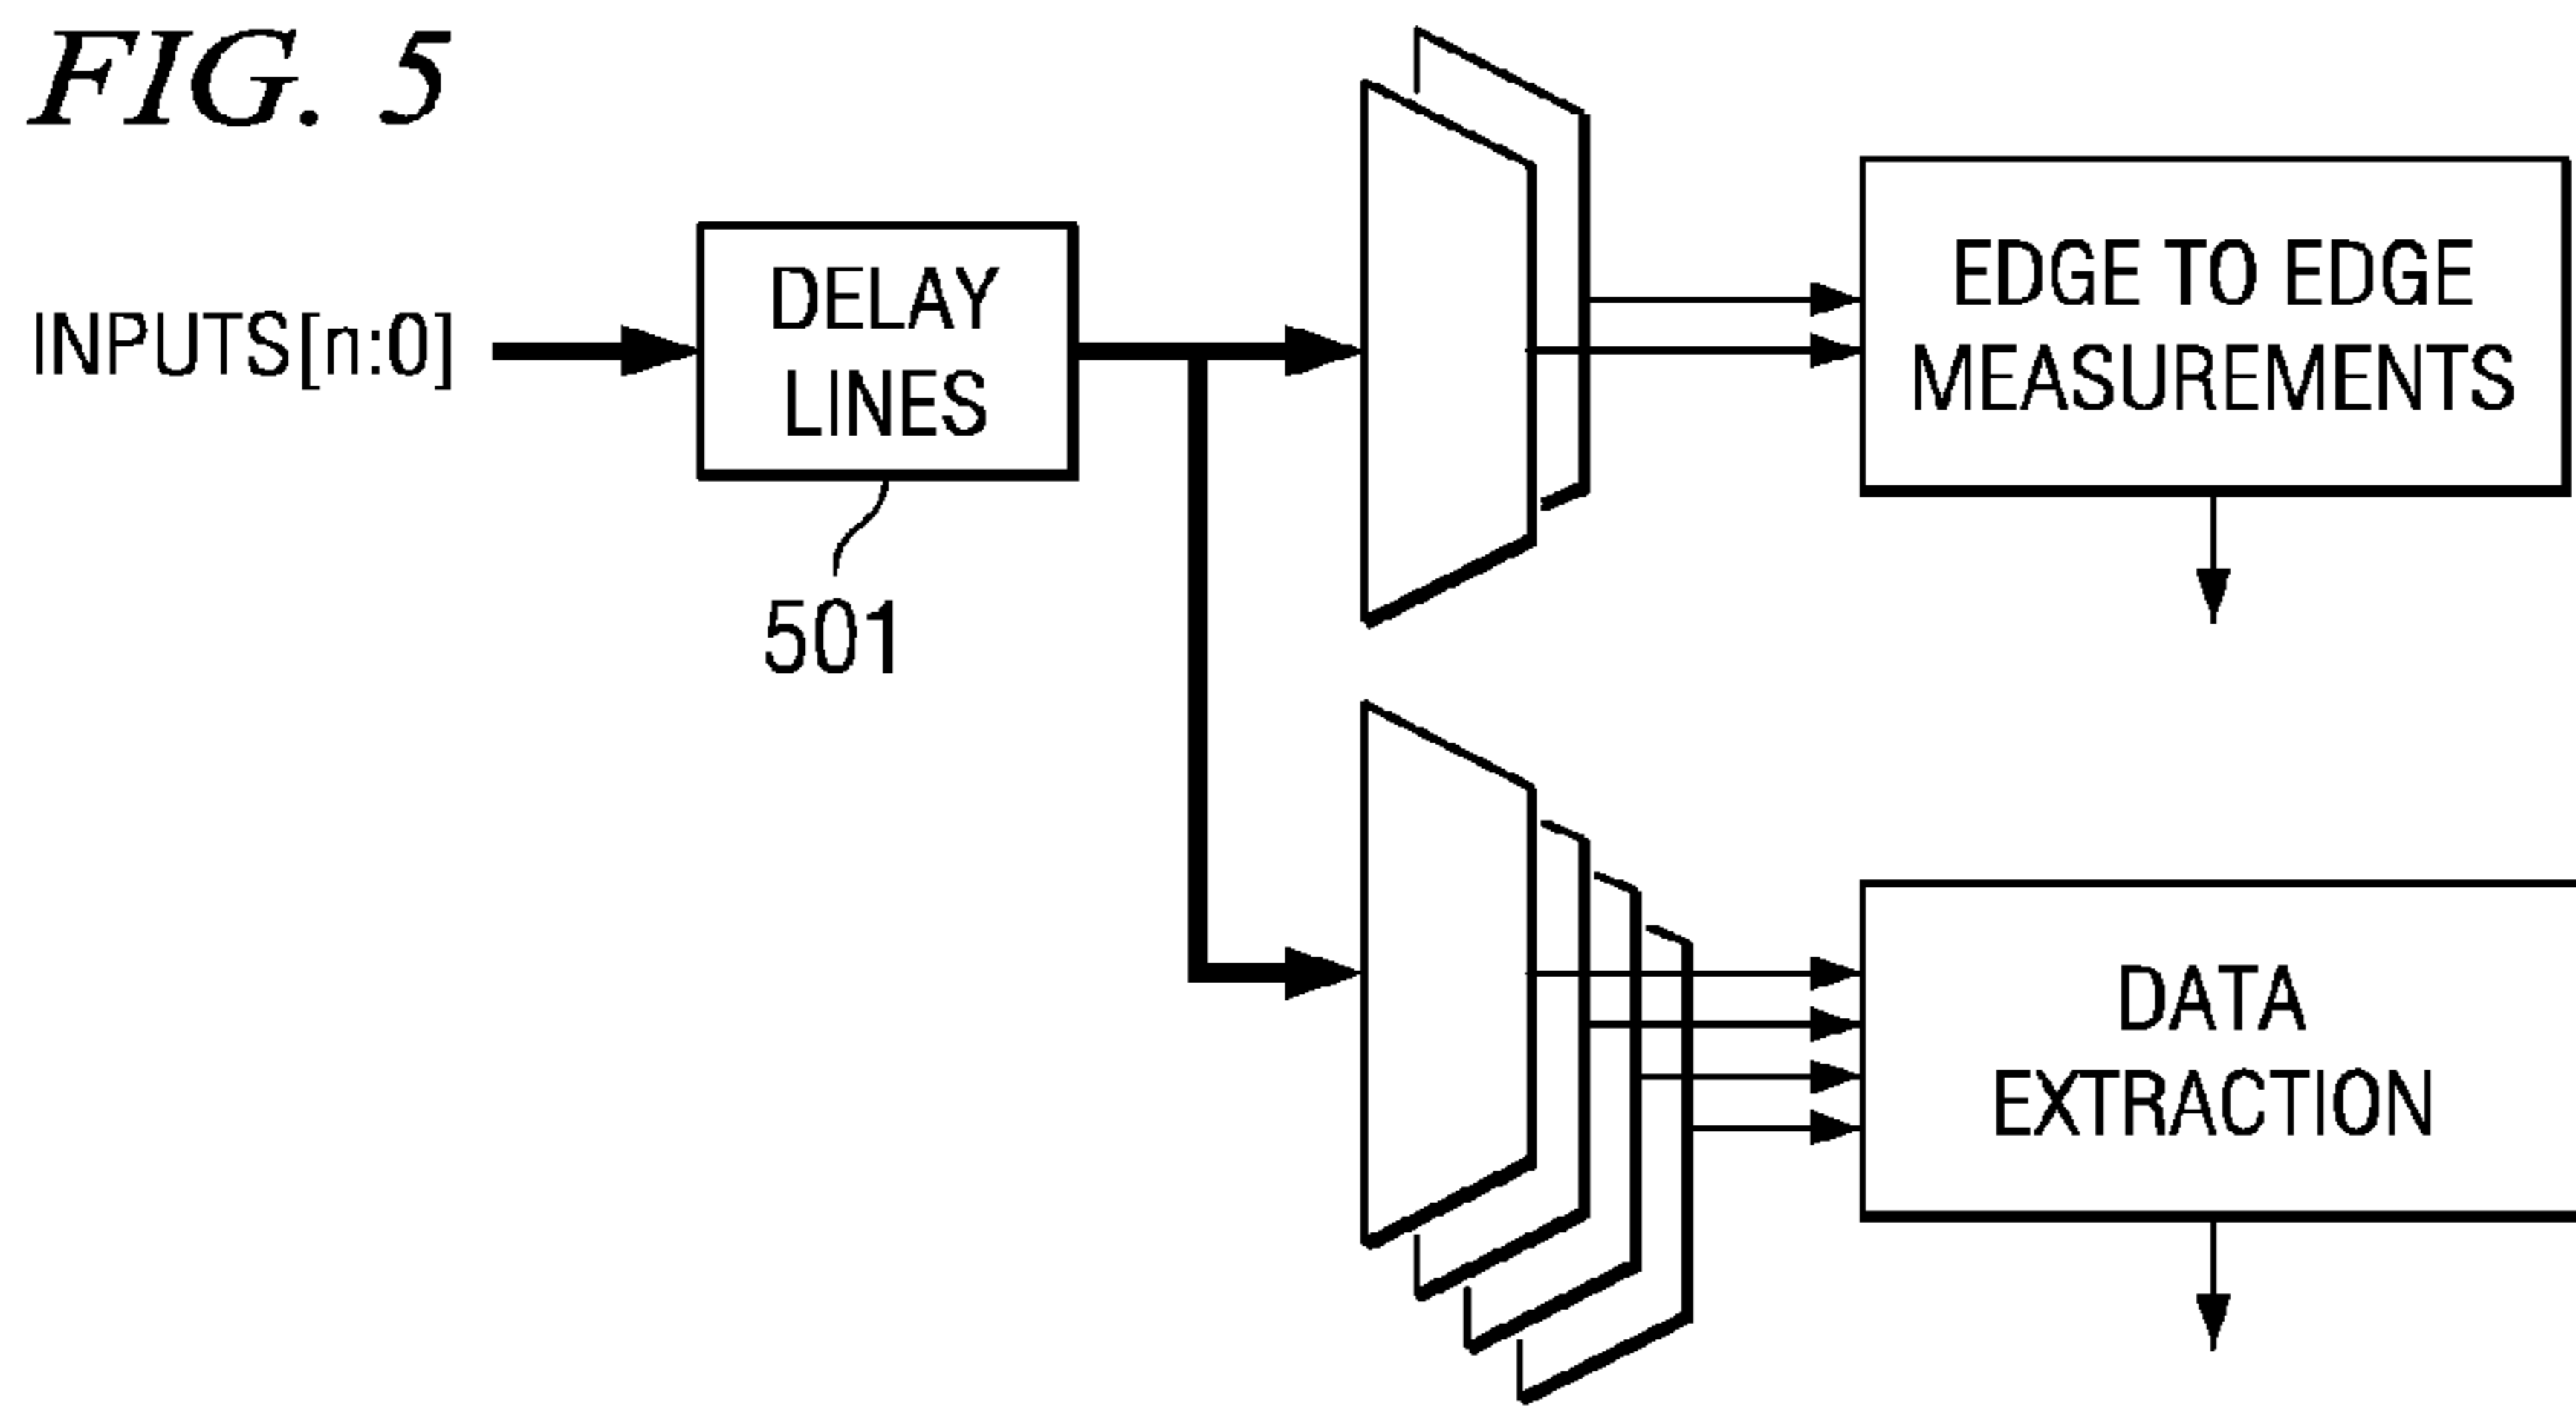 FIG. 5
INPUTS[n:0]
DELAY
LINES
501
EDGE TO EDGE
MEASUREMENTS
DATA
EXTRACTION